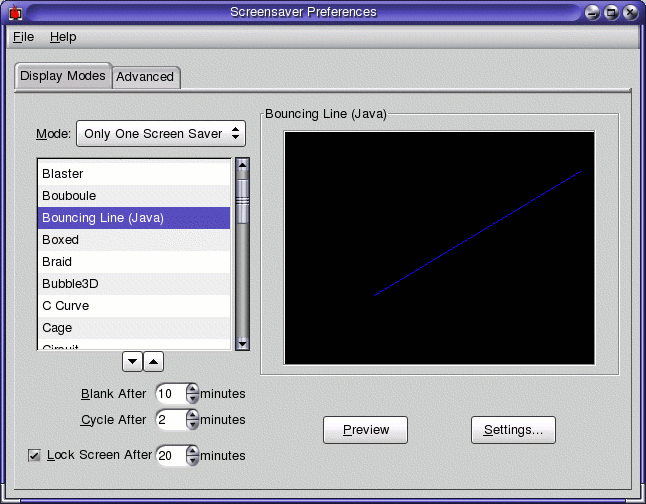 Screensaver Preferences
File Help
Display Modes Advanced
Mode: Only One Screen Saver
Blaster
Bouboule
Bouncing Line (Java)
Boxed
Braid
Bubble3D
C Curve
Cage
Circuit
Blank After 10 minutes
Cycle After 2 minutes
Lock Screen After 20 minutes
Bouncing Line (Java)
Preview Settings...